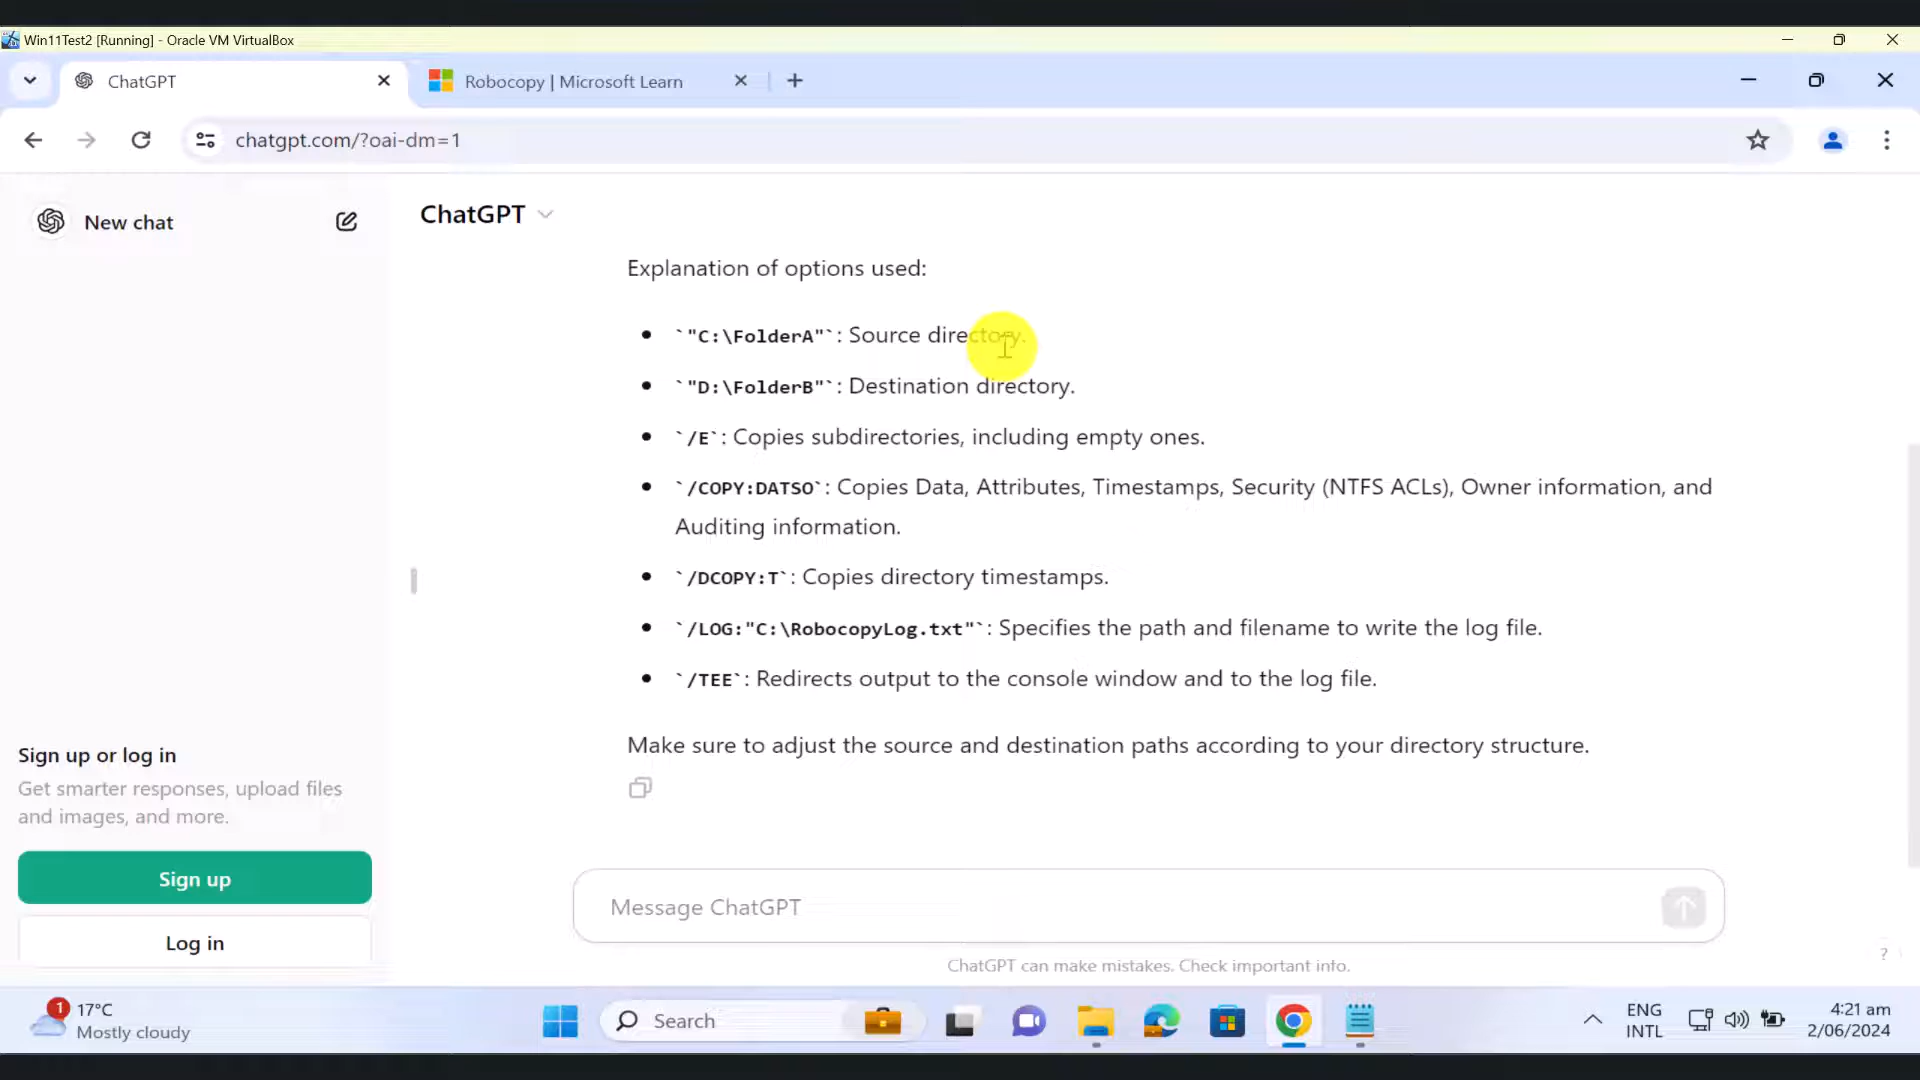 Win11Test2 [Running] - Oracle VM VirtualBox
ChatGPT
Robocopy | Microsoft Learn
chatgpt.com/?oai-dm=1
New chat
ChatGPT
Explanation of options used:
`"C:\FolderA"`: Source directory.
`"D:\FolderB"`: Destination directory.
`/E`: Copies subdirectories, including empty ones.
`/COPY:DATSO`: Copies Data, Attributes, Timestamps, Security (NTFS ACLs), Owner information, and
Auditing information.
`/DCOPY:T`: Copies directory timestamps.
`/LOG:"C:\RobocopyLog.txt"`: Specifies the path and filename to write the log file.
`/TEE`: Redirects output to the console window and to the log file.
Make sure to adjust the source and destination paths according to your directory structure.
Sign up or log in
Get smarter responses, upload files
and images, and more.
Sign up
Log in
Message ChatGPT
ChatGPT can make mistakes. Check important info.
?
1
17°C
Mostly cloudy
Search
ENG
INTL
4:21 am
2/06/2024